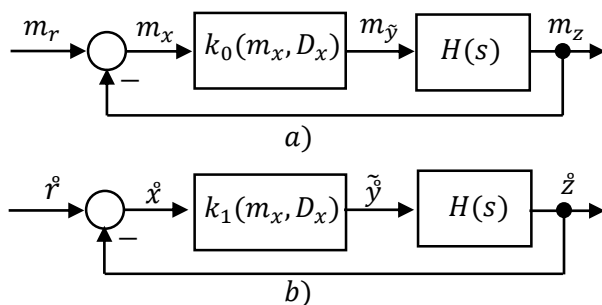 m_r m_x k_0(m_x, D_x) m_ỹ H(s) m_z
−
a)
r̊ x̊ k_1(m_x, D_x) ẙ̃ H(s) z̊
−
b)